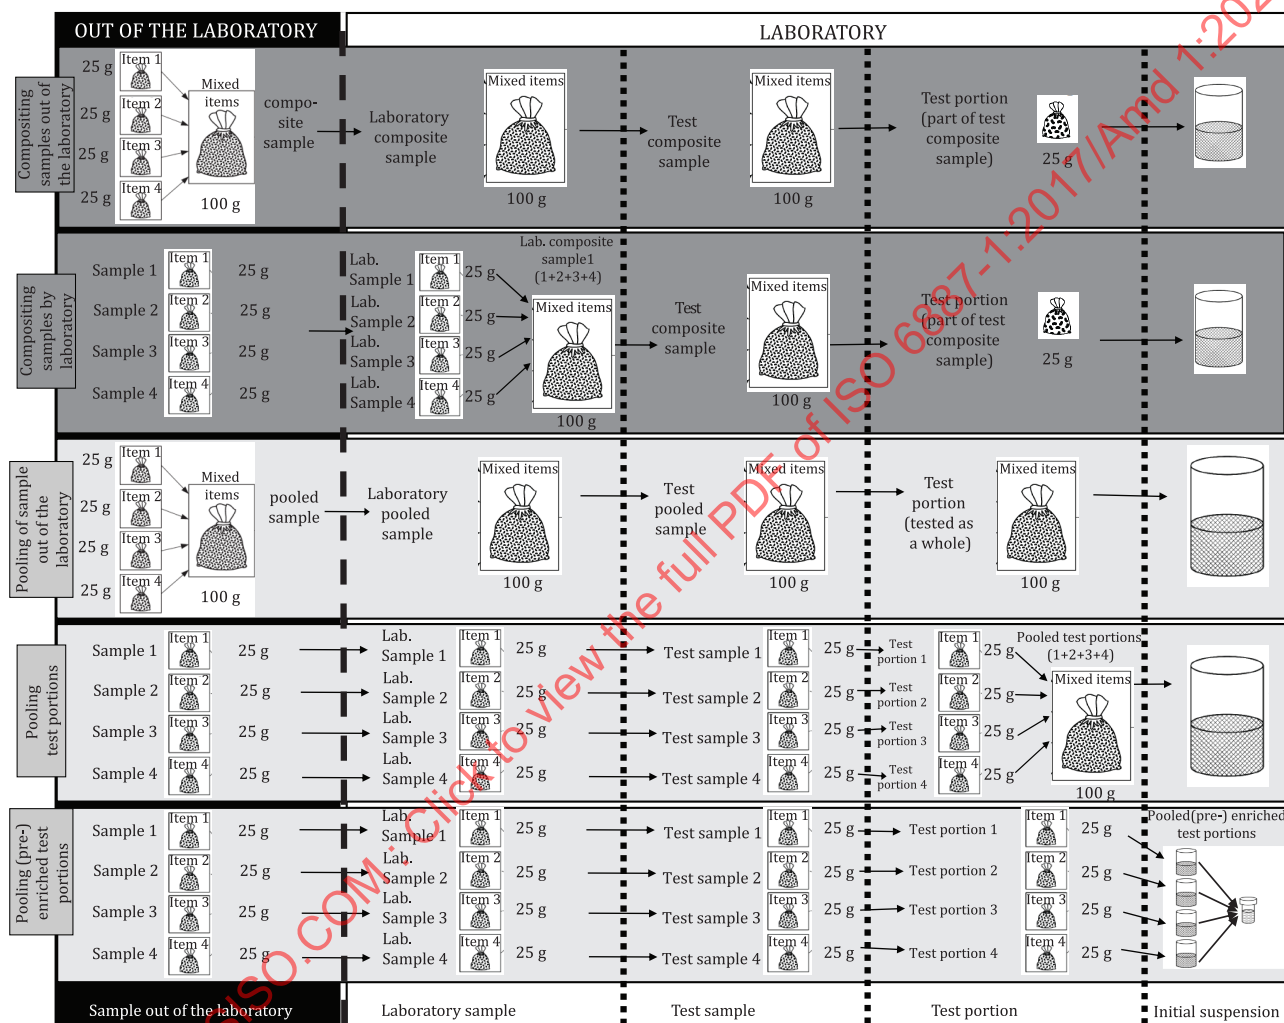 OUT OF THE LABORATORY
LABORATORY
Compositing
samples out of
the laboratory
25 g
Item 1
25 g
Item 2
25 g
Item 3
25 g
Item 4
Mixed
items
100 g
compo-
site
sample
Laboratory
composite
sample
Mixed items
100 g
Test
composite
sample
Mixed items
100 g
Test portion
(part of test
composite
sample)
25 g
Compositing
samples by
laboratory
Sample 1
Item 1
25 g
Sample 2
Item 2
25 g
Sample 3
Item 3
25 g
Sample 4
Item 4
25 g
Lab.
Sample 1
Item 1
25 g
Lab.
Sample 2
Item 2
25 g
Lab.
Sample 3
Item 3
25 g
Lab.
Sample 4
Item 4
25 g
Lab. composite
sample1
(1+2+3+4)
Mixed items
100 g
Test
composite
sample
Mixed items
100 g
Test portion
(part of test
composite
sample)
25 g
Pooling of sample
out of the
laboratory
25 g
Item 1
25 g
Item 2
25 g
Item 3
25 g
Item 4
Mixed
items
100 g
pooled
sample
Laboratory
pooled
sample
Mixed items
100 g
Test
pooled
sample
Mixed items
100 g
Test
portion
(tested as
a whole)
Mixed items
100 g
Pooling
test portions
Sample 1
Item 1
25 g
Lab.
Sample 1
Item 1
25 g
Test sample 1
Item 1
25 g
Test
portion 1
Item 1
25 g
Sample 2
Item 2
25 g
Lab.
Sample 2
Item 2
25 g
Test sample 2
Item 2
25 g
Test
portion 2
Item 2
25 g
Sample 3
Item 3
25 g
Lab.
Sample 3
Item 3
25 g
Test sample 3
Item 3
25 g
Test
portion 3
Item 3
25 g
Sample 4
Item 4
25 g
Lab.
Sample 4
Item 4
25 g
Test sample 4
Item 4
25 g
Test
portion 4
Item 4
25 g
Pooled test portions
(1+2+3+4)
Mixed items
100 g
Pooling (pre-)
enriched test
portions
Sample 1
Item 1
25 g
Lab.
Sample 1
Item 1
25 g
Test sample 1
Item 1
25 g
Test portion 1
Item 1
25 g
Sample 2
Item 2
25 g
Lab.
Sample 2
Item 2
25 g
Test sample 2
Item 2
25 g
Test portion 2
Item 2
25 g
Sample 3
Item 3
25 g
Lab.
Sample 3
Item 3
25 g
Test sample 3
Item 3
25 g
Test portion 3
Item 3
25 g
Sample 4
Item 4
25 g
Lab.
Sample 4
Item 4
25 g
Test sample 4
Item 4
25 g
Test portion 4
Item 4
25 g
Pooled(pre-) enriched
test portions
Sample out of the laboratory
Laboratory sample
Test sample
Test portion
Initial suspension
ISO.COM : Click to view the full PDF of ISO 6887-1:2017/Amd 1:202